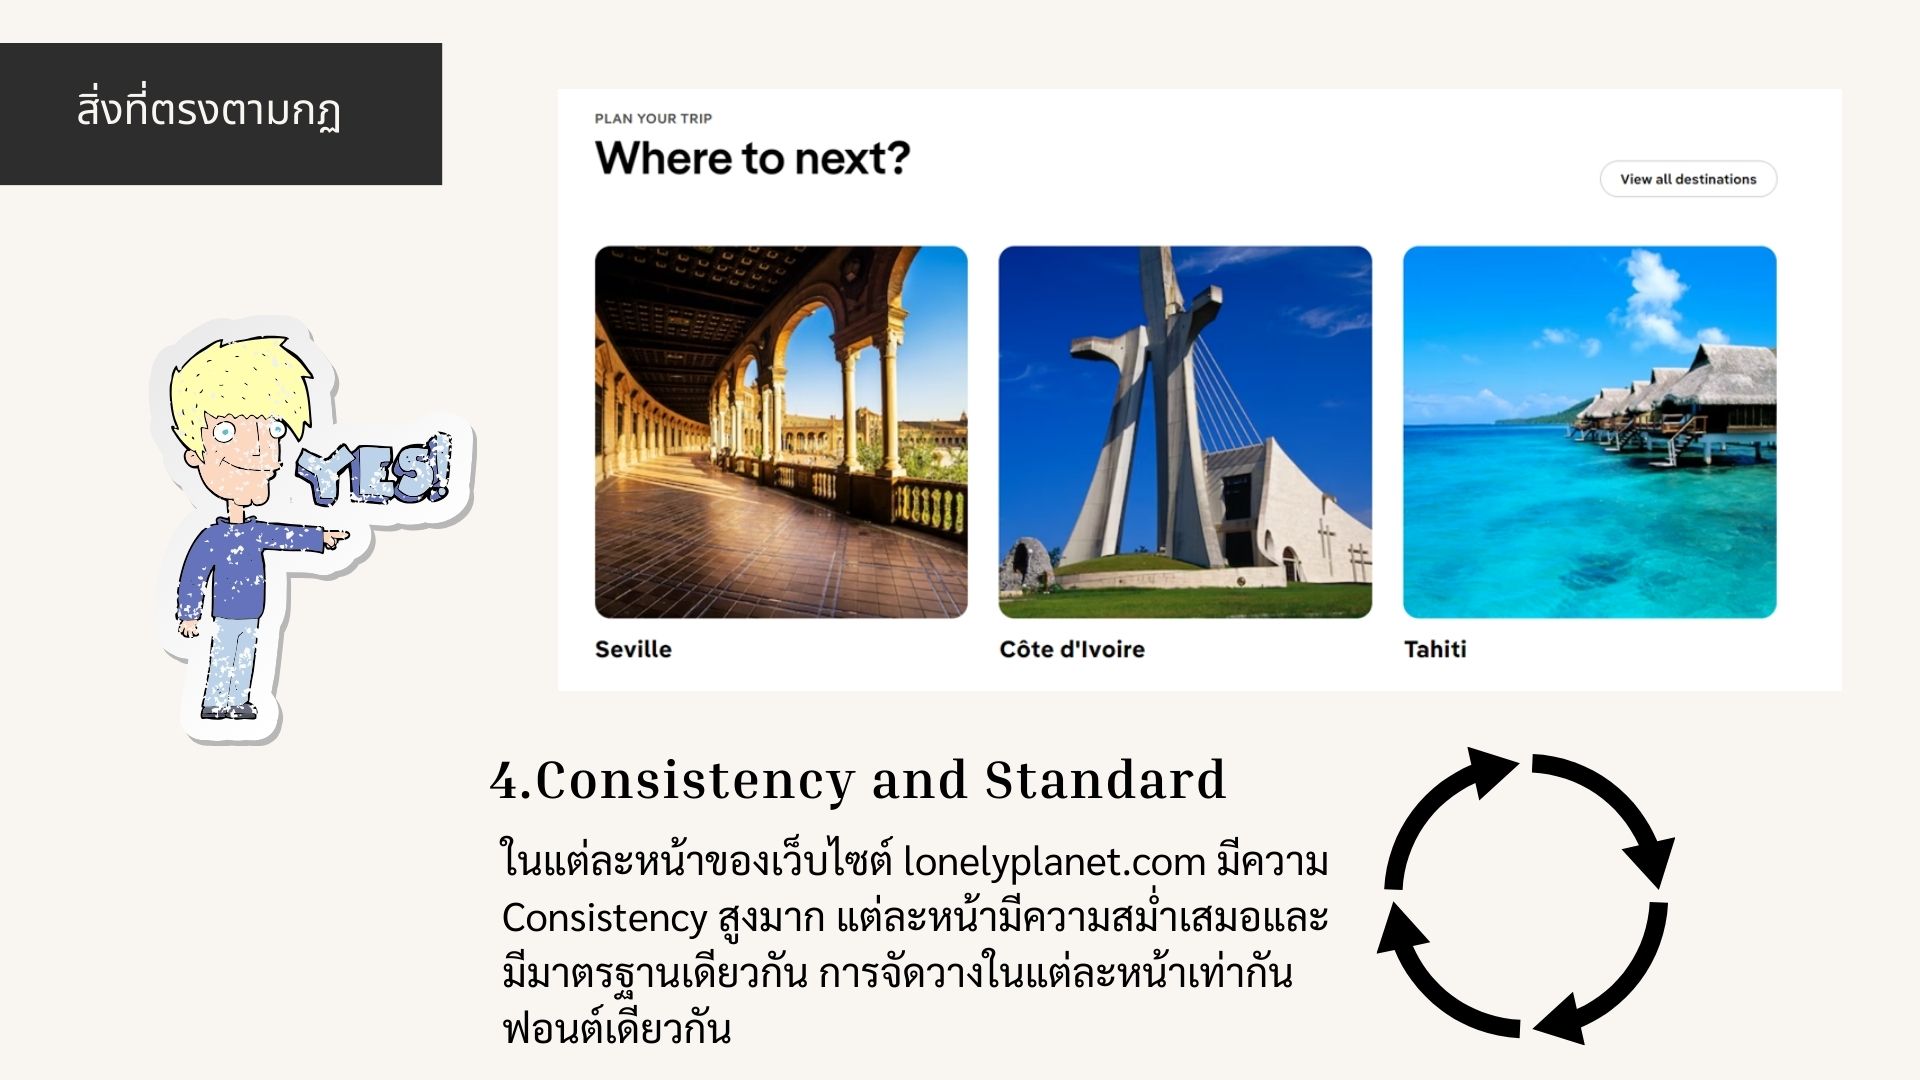 สิ่งที่ตรงตามกฏ
PLAN YOUR TRIP
Where to next?
View all destinations
YES!
Seville
Côte d'Ivoire
Tahiti
4.Consistency and Standard
ในแต่ละหน้าของเว็บไซต์ lonelyplanet.com มีความ
Consistency สูงมาก แต่ละหน้ามีความสม่ำเสมอและ
มีมาตรฐานเดียวกัน การจัดวางในแต่ละหน้าเท่ากัน
ฟอนต์เดียวกัน